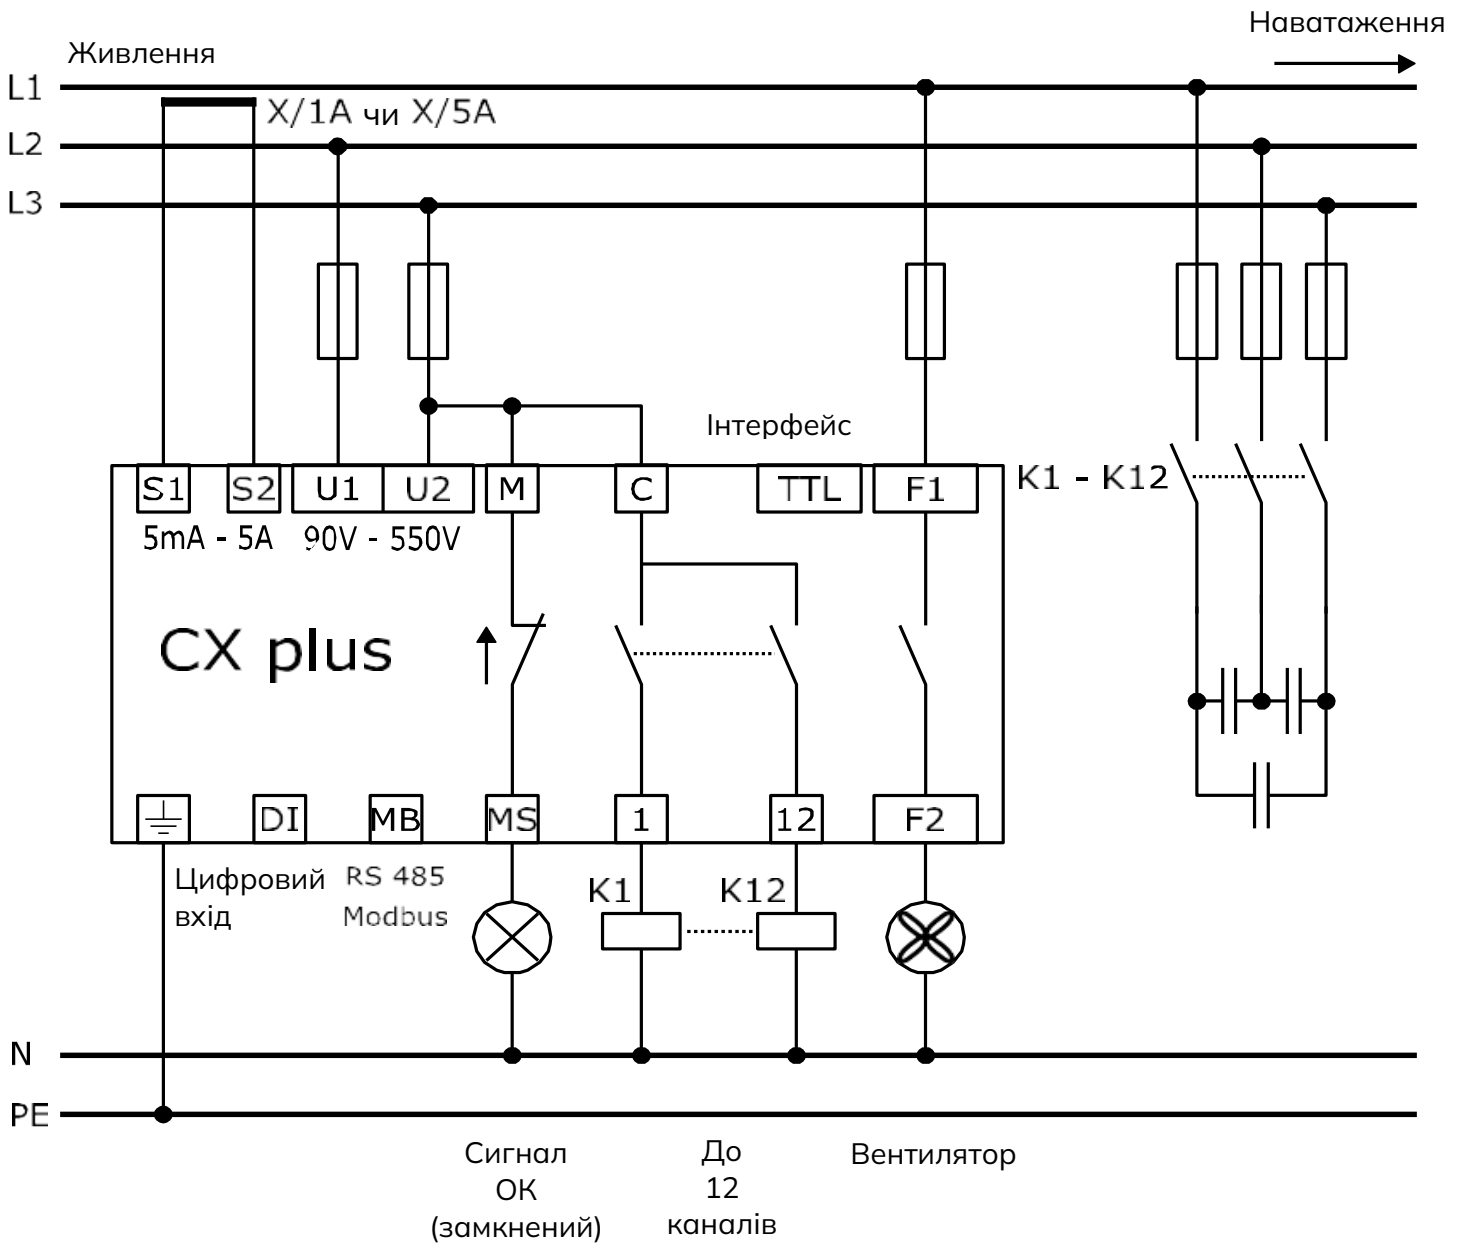 Наватаження
Живлення
L1
X/1A чи X/5A
L2
L3
Інтерфейс
S1 S2 U1 U2 M C TTL F1
K1 - K12
5mA - 5A 90V - 550V
CX plus
DI MB MS 1 12 F2
Цифровий
вхід
RS 485
Modbus
K1 K12
N
PE
Сигнал
ОК
(замкнений)
До
12
каналів
Вентилятор